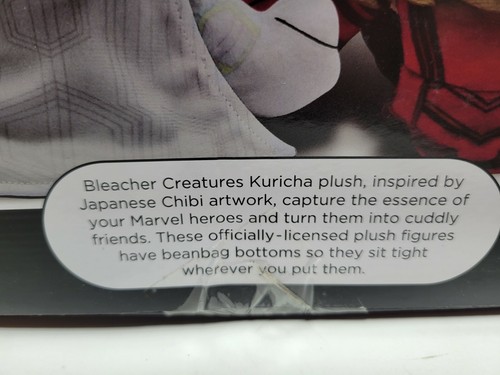 Bleacher Creatures Kuricha plush, inspired by
Japanese Chibi artwork, capture the essence of
your Marvel heroes and turn them into cuddly
friends. These officially-licensed plush figures
have beanbag bottoms so they sit tight
wherever you put them.